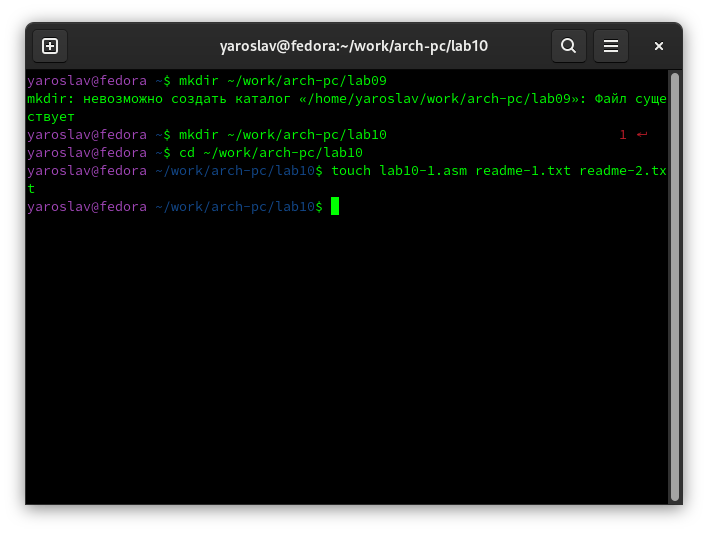 yaroslav@fedora:~/work/arch-pc/lab10
yaroslav@fedora ~$ mkdir ~/work/arch-pc/lab09
mkdir: невозможно создать каталог «/home/yaroslav/work/arch-pc/lab09»: Файл суще
ствует
yaroslav@fedora ~$ mkdir ~/work/arch-pc/lab10 1 ↵
yaroslav@fedora ~$ cd ~/work/arch-pc/lab10
yaroslav@fedora ~/work/arch-pc/lab10$ touch lab10-1.asm readme-1.txt readme-2.tx
t
yaroslav@fedora ~/work/arch-pc/lab10$